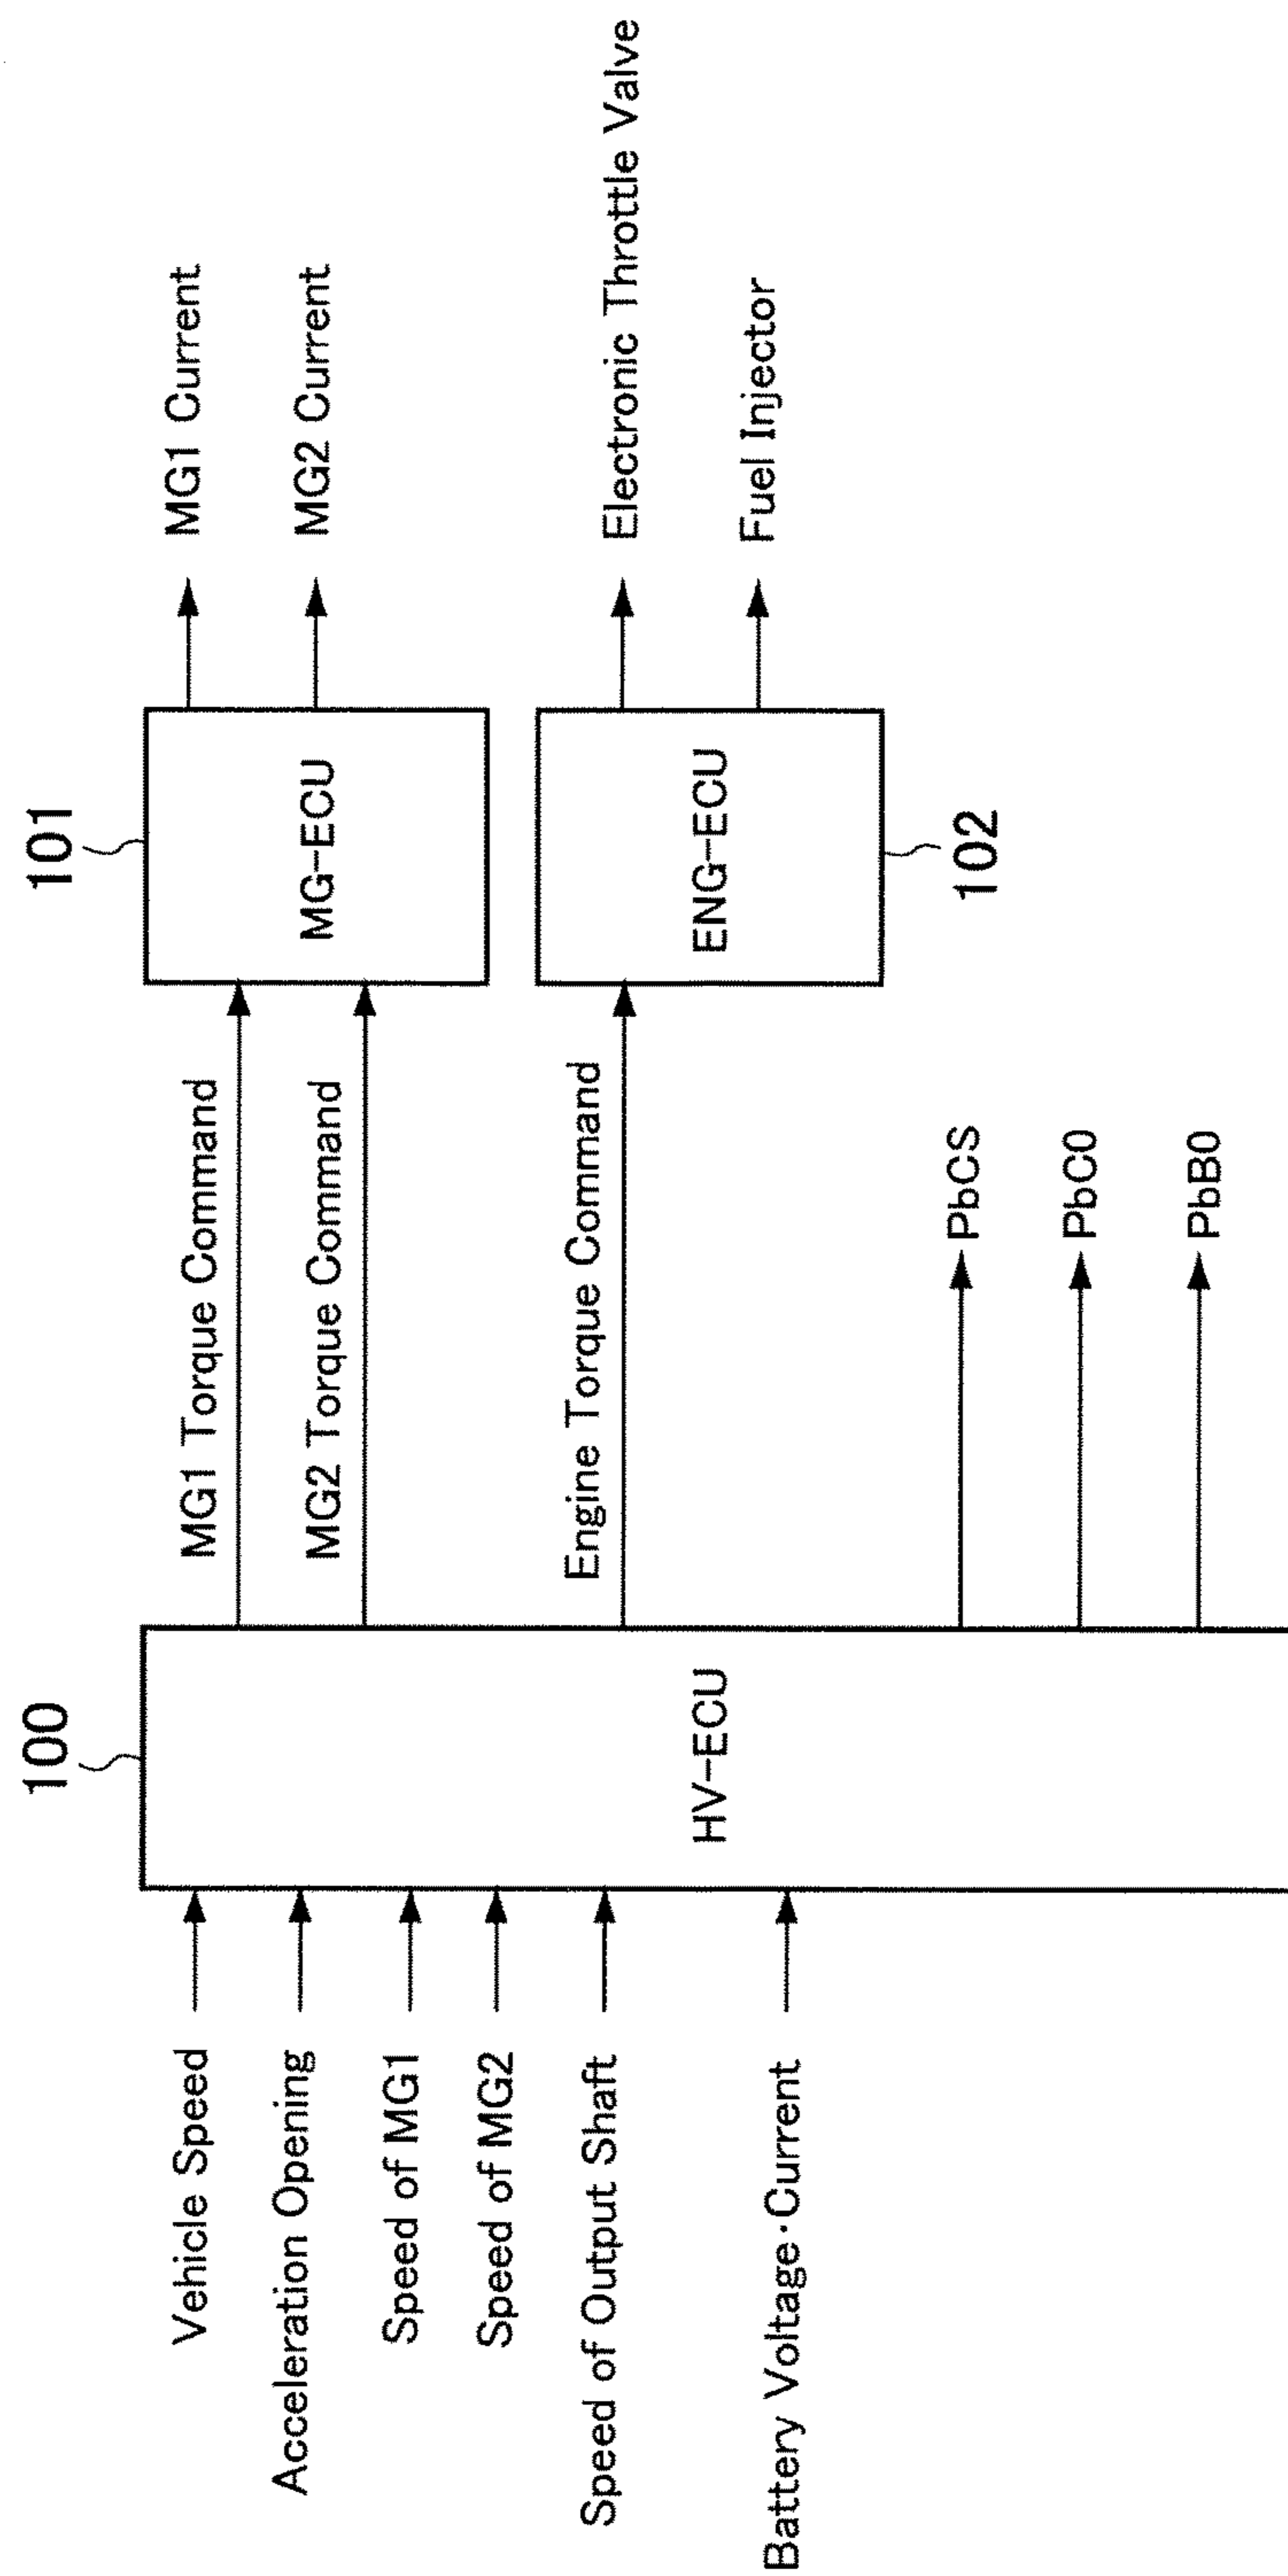 100
101
Vehicle Speed
Acceleration Opening
Speed of MG1
Speed of MG2
Speed of Output Shaft
Battery Voltage·Current
HV-ECU
MG1 Torque Command
MG2 Torque Command
Engine Torque Command
PbCS
PbC0
PbB0
MG-ECU
ENG-ECU
102
MG1 Current
MG2 Current
Electronic Throttle Valve
Fuel Injector